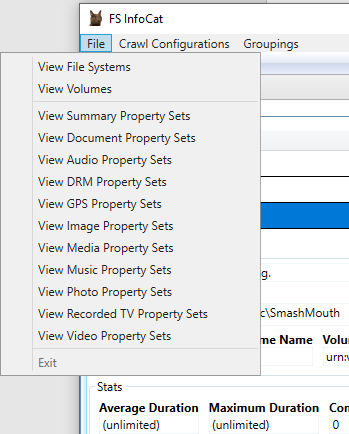 FS InfoCat
File Crawl Configurations Groupings
View File Systems
View Volumes
View Summary Property Sets
View Document Property Sets
View Audio Property Sets
View DRM Property Sets
View GPS Property Sets
View Image Property Sets
View Media Property Sets
View Music Property Sets
View Photo Property Sets
View Recorded TV Property Sets
View Video Property Sets
Exit
g.
c\SmashMouth
me Name Volu
urn:v
Stats
Average Duration Maximum Duration Con
(unlimited) (unlimited) 0